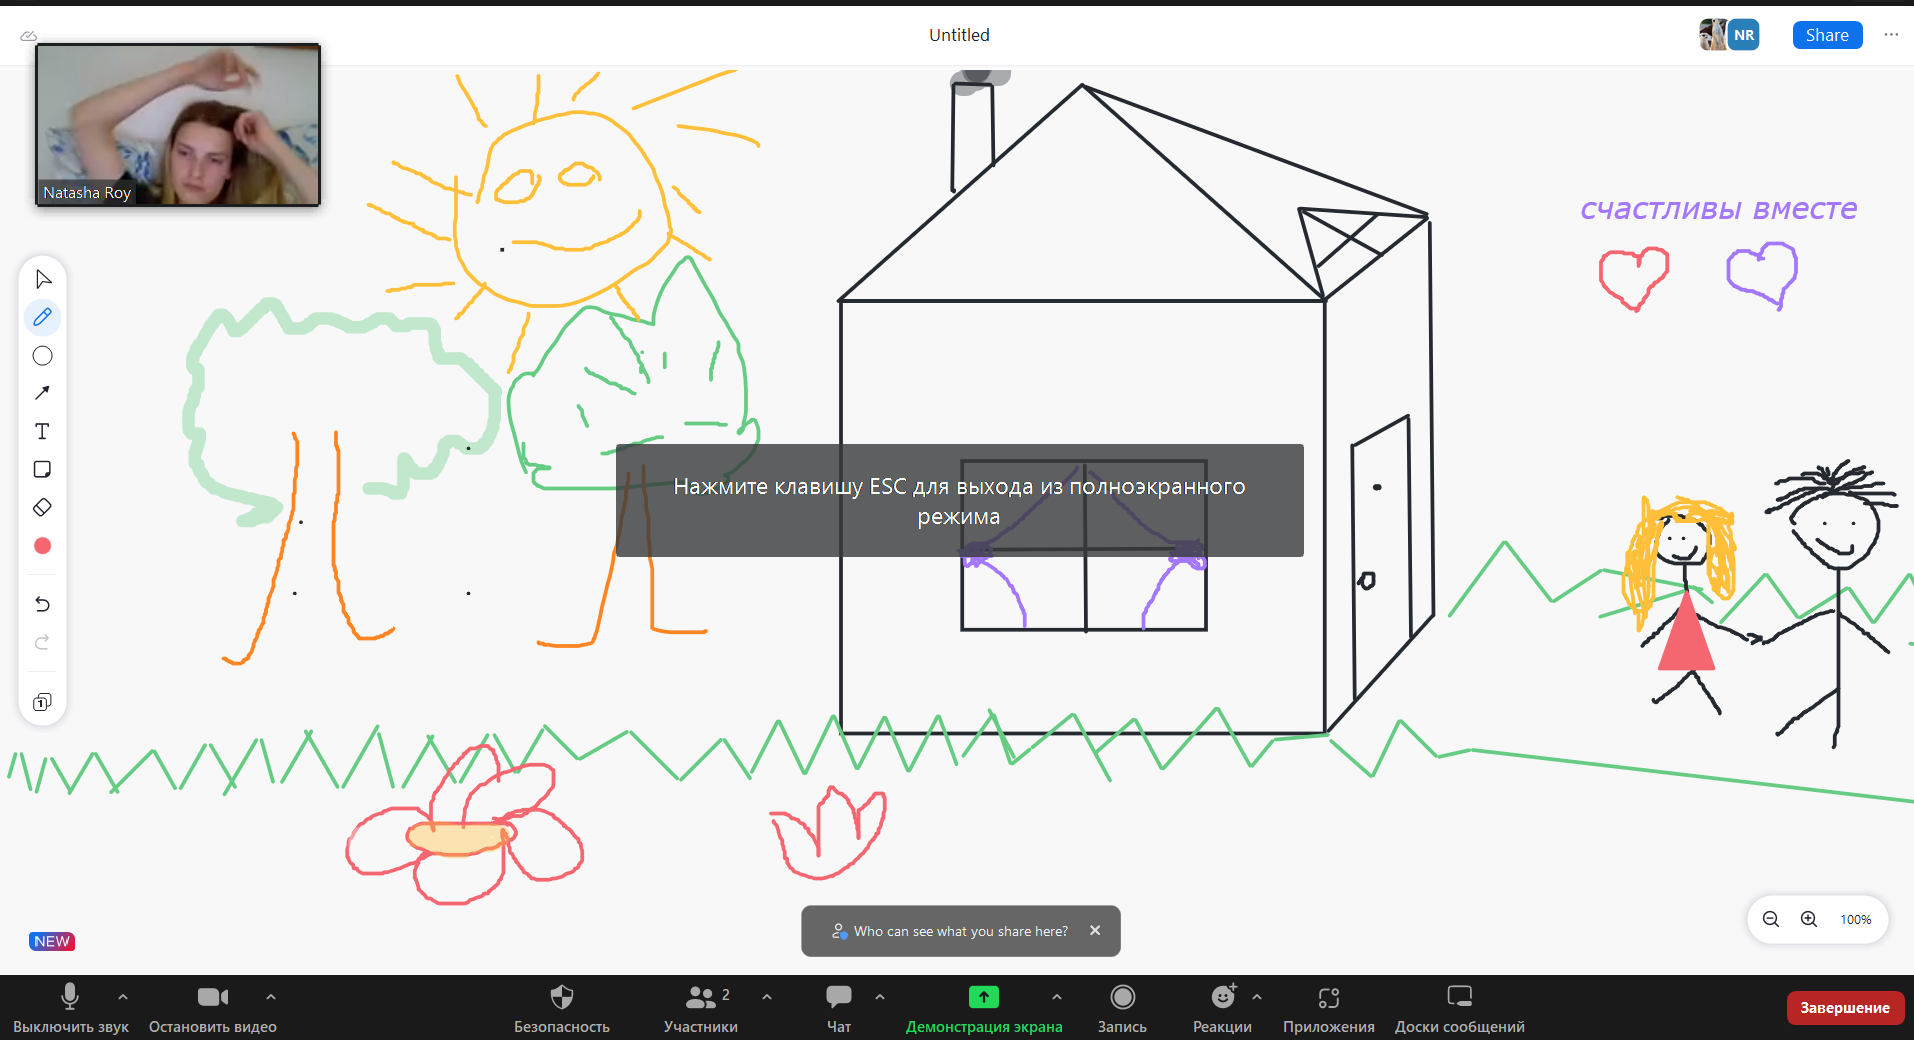 Untitled
NR
Share
Natasha Roy
счастливы вместе
Нажмите клавишу ESC для выхода из полноэкранного
режима
T
1
Who can see what you share here?
100%
NEW
2
Выключить звук
Остановить видео
Безопасность
Участники
Чат
Демонстрация экрана
Запись
Реакции
Приложения
Доски сообщений
Завершение